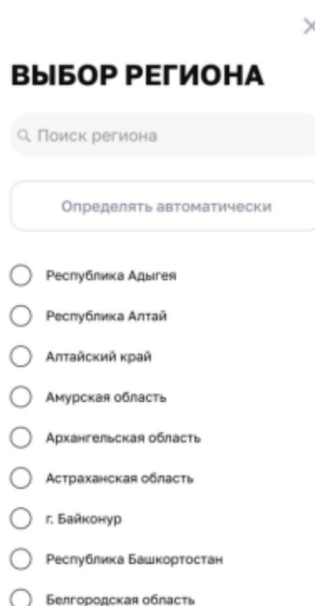 ВЫБОР РЕГИОНА
Поиск региона
Определять автоматически
Республика Адыгея
Республика Алтай
Алтайский край
Амурская область
Архангельская область
Астраханская область
г. Байконур
Республика Башкортостан
Белгородская область